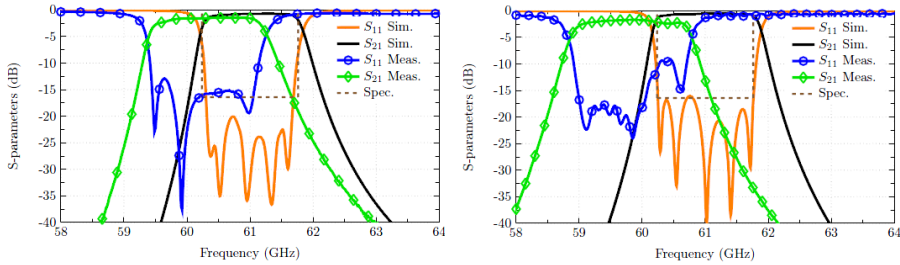 0
-5
-10
-15
-20
-25
-30
-35
-40
S-parameters (dB)
58 59 60 61 62 63 64
Frequency (GHz)
S11 Sim.
S21 Sim.
S11 Meas.
S21 Meas.
Spec.
0
-5
-10
-15
-20
-25
-30
-35
-40
S-parameters (dB)
58 59 60 61 62 63 64
Frequency (GHz)
S11 Sim.
S21 Sim.
S11 Meas.
S21 Meas.
Spec.